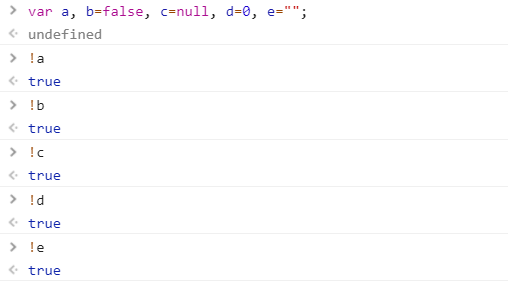 var a, b=false, c=null, d=0, e="";
undefined
!a
true
!b
true
!c
true
!d
true
!e
true